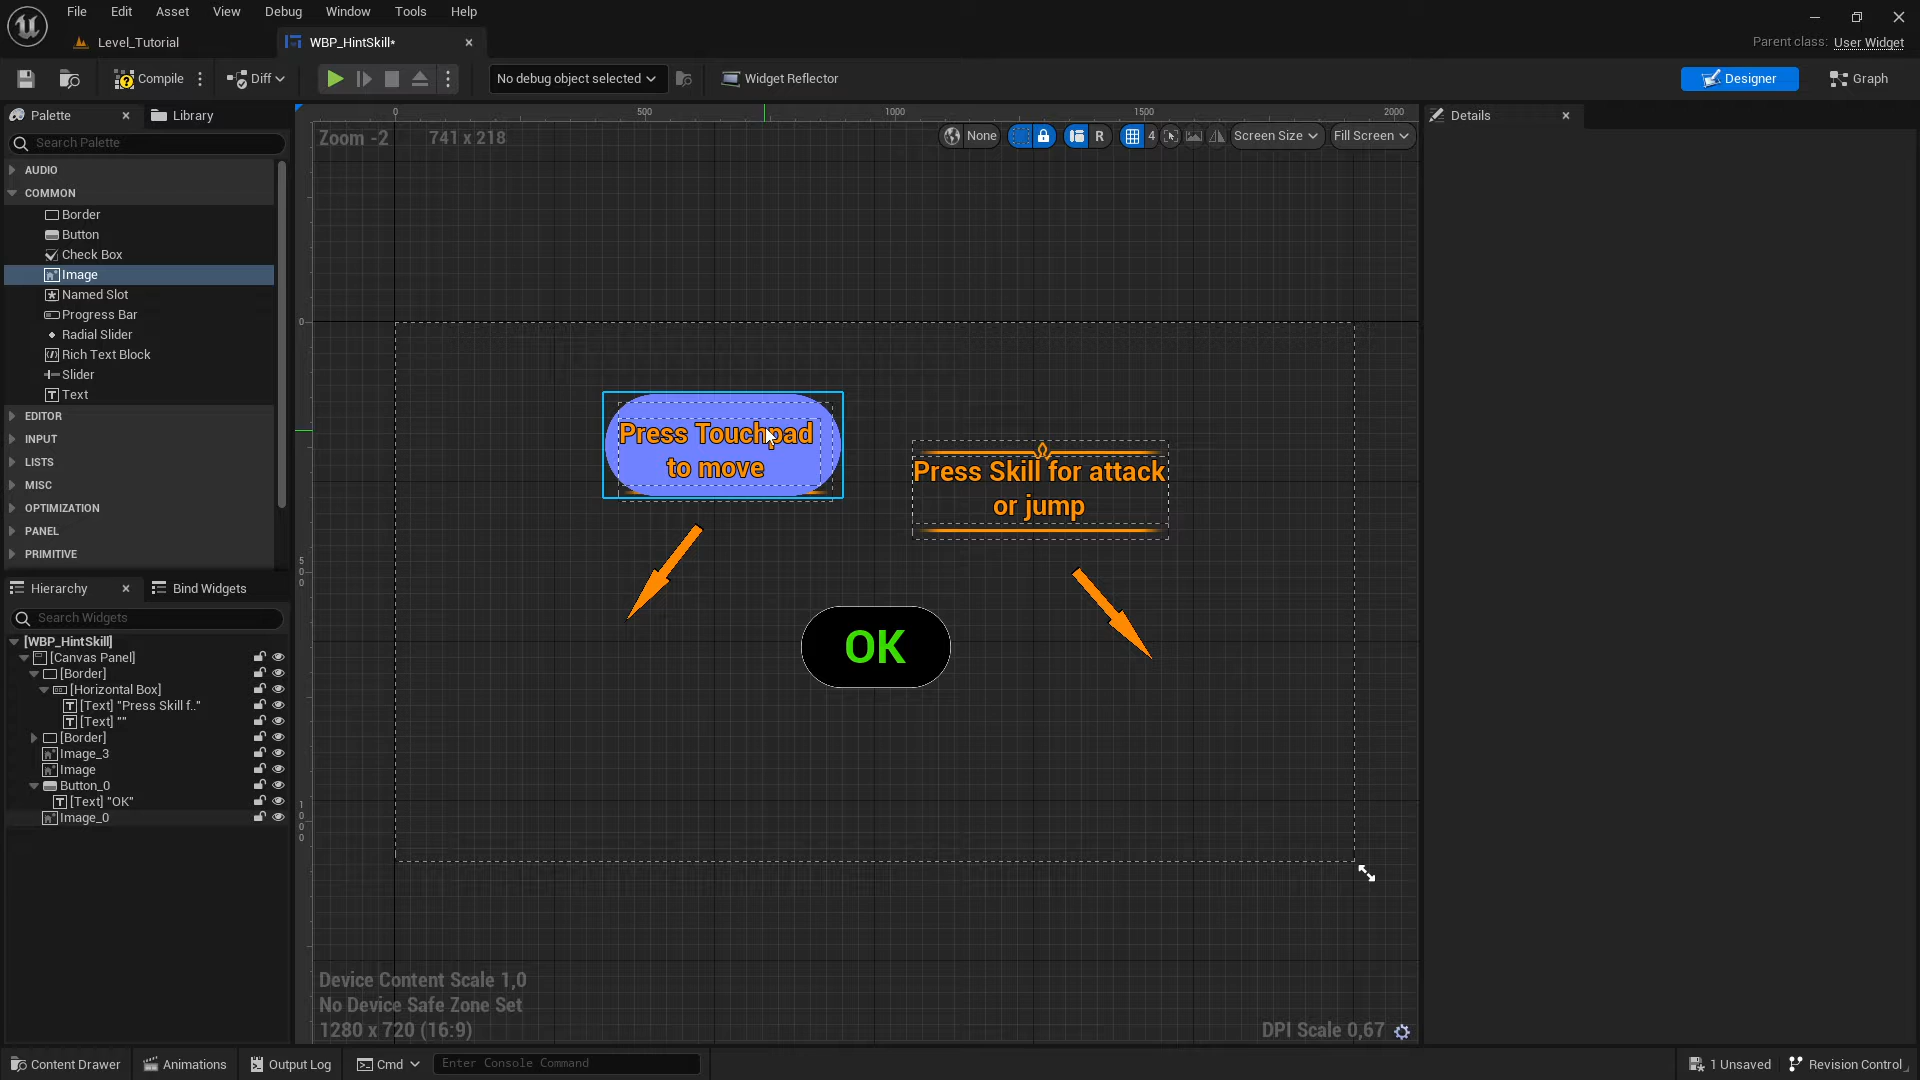 File Edit Asset View Debug Window Tools Help
Level_Tutorial
WBP_HintSkill*
Parent class: User Widget
Compile
Diff
No debug object selected
Widget Reflector
Designer
Graph
Palette
Library
Search Palette
AUDIO
COMMON
Border
Button
Check Box
Image
Named Slot
Progress Bar
Radial Slider
Rich Text Block
Slider
Text
EDITOR
INPUT
LISTS
MISC
OPTIMIZATION
PANEL
PRIMITIVE
Hierarchy
Bind Widgets
Search Widgets
[WBP_HintSkill]
[Canvas Panel]
[Border]
[Horizontal Box]
[Text] "Press Skill f.."
[Text] ""
[Border]
Image_3
Image
Button_0
[Text] "OK"
Image_0
0 500 1000 1500 2000
Zoom -2 741 x 218
None
R
4
Screen Size
Fill Screen
0
500
1000
Press Touchpad
to move
Press Skill for attack
or jump
OK
Device Content Scale 1,0
No Device Safe Zone Set
1280 x 720 (16:9)
DPI Scale 0,67
Details
Content Drawer
Animations
Output Log
Cmd
Enter Console Command
1 Unsaved
Revision Control